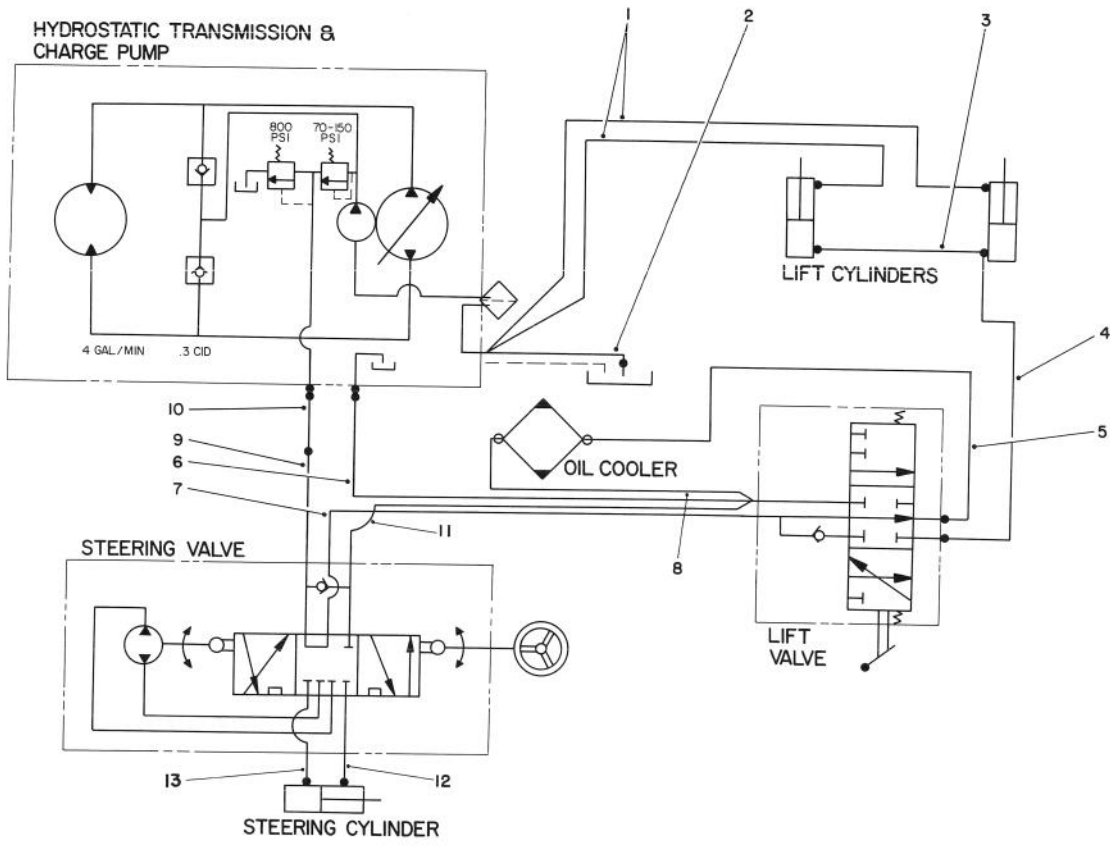 HYDROSTATIC TRANSMISSION &
CHARGE PUMP
1
2
3
800
PSI
70-150
PSI
LIFT CYLINDERS
4 GAL/MIN
.3 CID
4
10
9
6
7
OIL COOLER
5
11
8
STEERING VALVE
LIFT
VALVE
13
12
STEERING CYLINDER